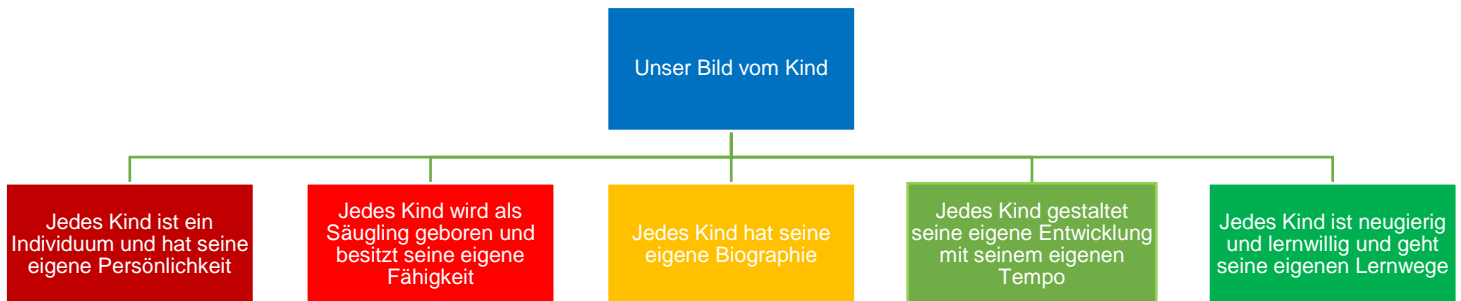 Unser Bild vom Kind
Jedes Kind ist ein
Individuum und hat seine
eigene Persönlichkeit
Jedes Kind wird als
Säugling geboren und
besitzt seine eigene
Fähigkeit
Jedes Kind hat seine
eigene Biographie
Jedes Kind gestaltet
seine eigene Entwicklung
mit seinem eigenen
Tempo
Jedes Kind ist neugierig
und lernwillig und geht
seine eigenen Lernwege